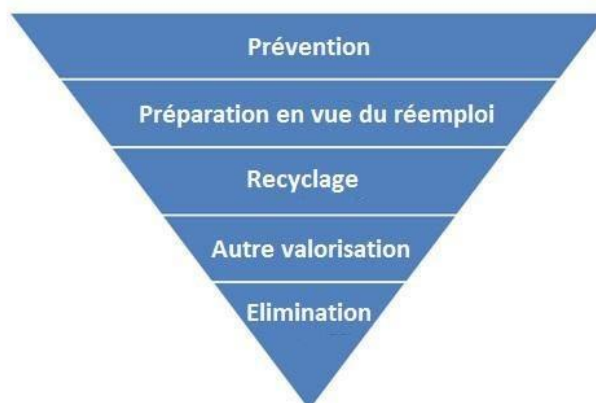 Prévention
Préparation en vue du réemploi
Recyclage
Autre valorisation
Elimination